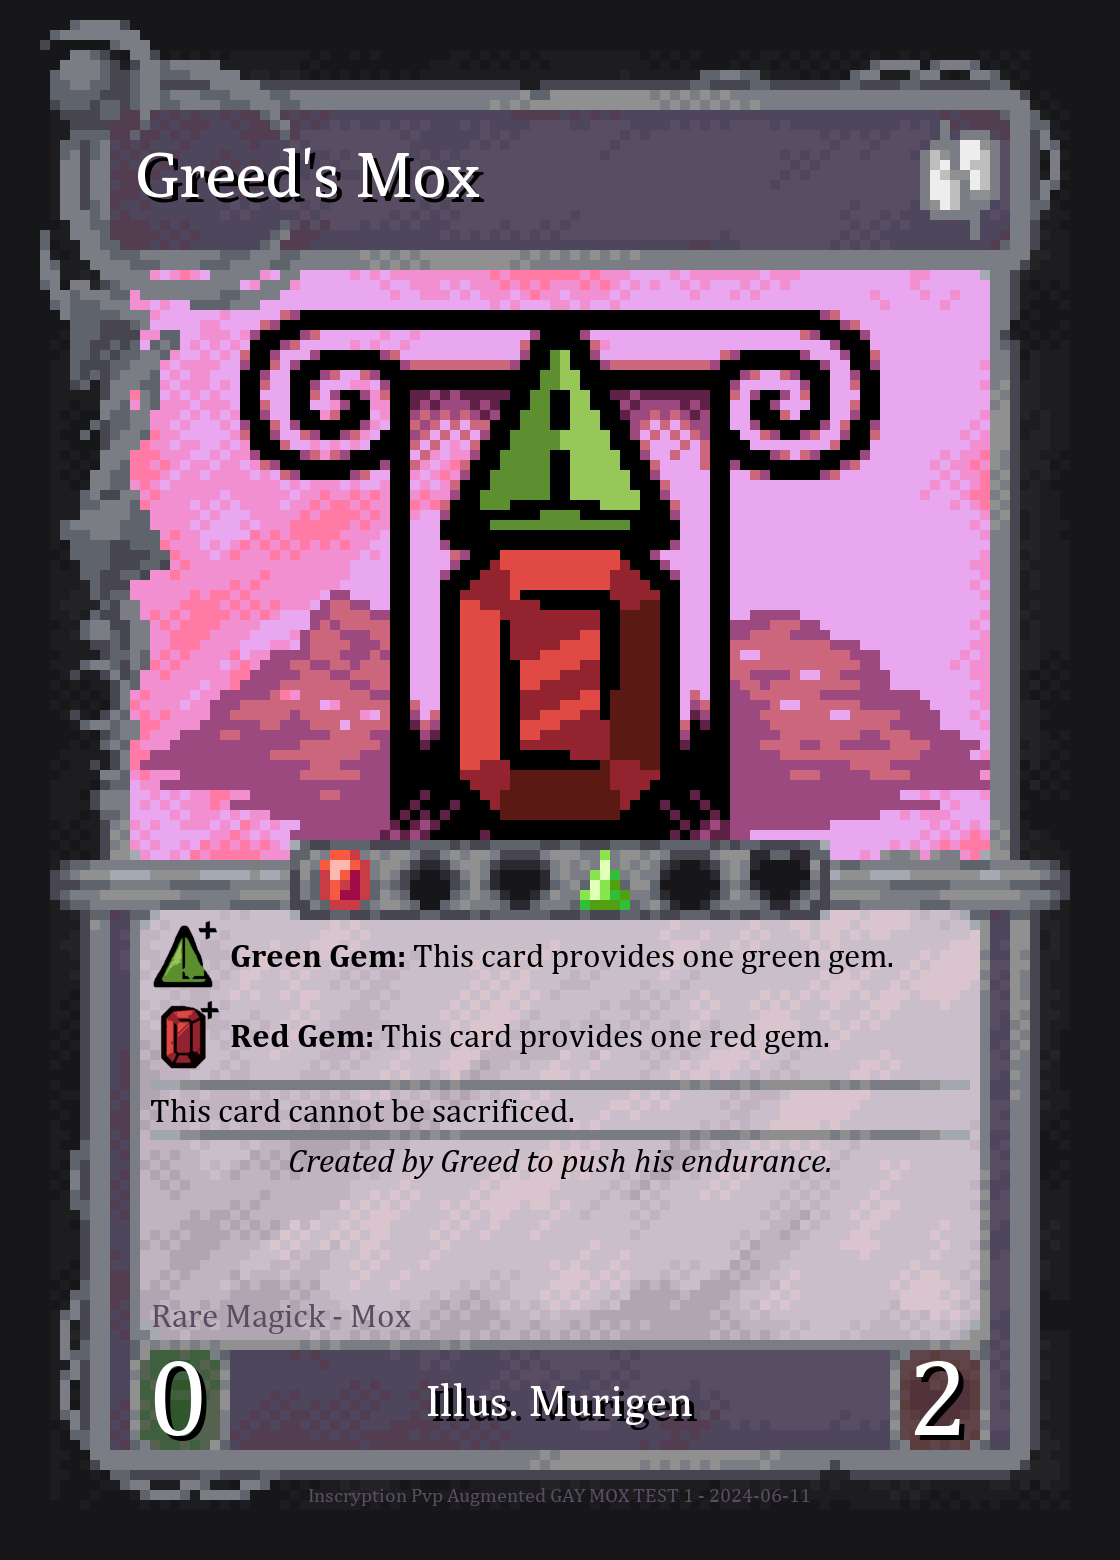 Greed's Mox
Green Gem: This card provides one green gem.
Red Gem: This card provides one red gem.
This card cannot be sacrificed.
Created by Greed to push his endurance.
Rare Magick - Mox
0
Illus. Murigen
2
Inscryption Pvp Augmented GAY MOX TEST 1 - 2024-06-11